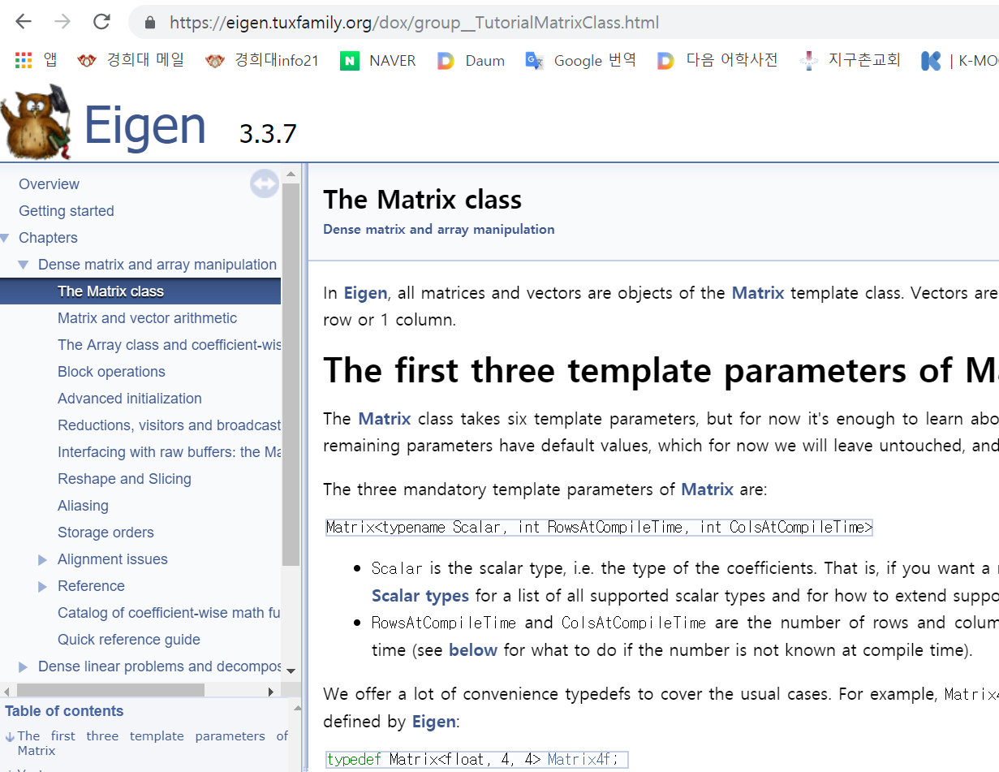 https://eigen.tuxfamily.org/dox/group__TutorialMatrixClass.html
앱 경희대 메일 경희대info21 N NAVER Daum Google 번역 다음 어학사전 지구촌교회 | K-MO
Eigen 3.3.7
Overview
Getting started
Chapters
Dense matrix and array manipulation
The Matrix class
Matrix and vector arithmetic
The Array class and coefficient-wis
Block operations
Advanced initialization
Reductions, visitors and broadcast
Interfacing with raw buffers: the Ma
Reshape and Slicing
Aliasing
Storage orders
Alignment issues
Reference
Catalog of coefficient-wise math fu
Quick reference guide
Dense linear problems and decompos
Table of contents
The first three template parameters of
Matrix
The Matrix class
Dense matrix and array manipulation
In Eigen, all matrices and vectors are objects of the Matrix template class. Vectors are
row or 1 column.
The first three template parameters of Ma
The Matrix class takes six template parameters, but for now it's enough to learn abo
remaining parameters have default values, which for now we will leave untouched, and
The three mandatory template parameters of Matrix are:
Matrix<typename Scalar, int RowsAtCompileTime, int ColsAtCompileTime>
• Scalar is the scalar type, i.e. the type of the coefficients. That is, if you want a
Scalar types for a list of all supported scalar types and for how to extend suppo
• RowsAtCompileTime and ColsAtCompileTime are the number of rows and colum
time (see below for what to do if the number is not known at compile time).
We offer a lot of convenience typedefs to cover the usual cases. For example, Matrix4
defined by Eigen:
typedef Matrix<float, 4, 4> Matrix4f;